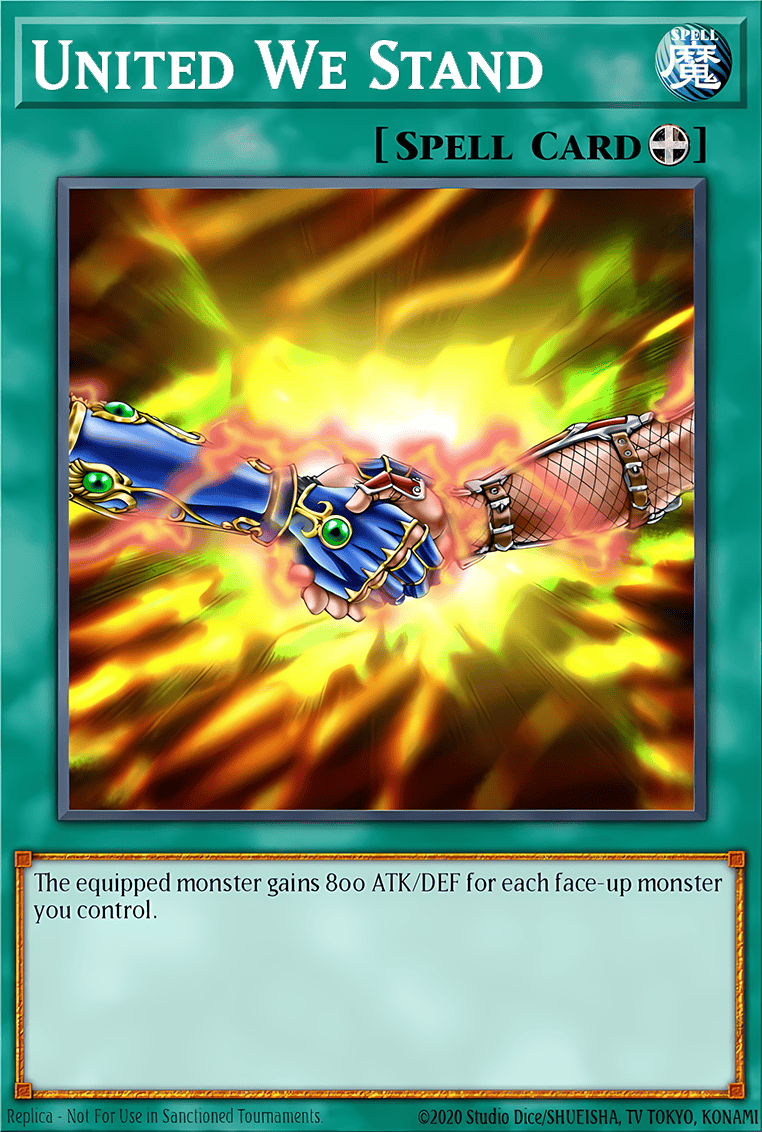 United We Stand
SPELL
魔
[Spell Card]
The equipped monster gains 800 ATK/DEF for each face-up monster
you control.
Replica - Not For Use in Sanctioned Tournaments.
©2020 Studio Dice/SHUEISHA, TV TOKYO, KONAMI